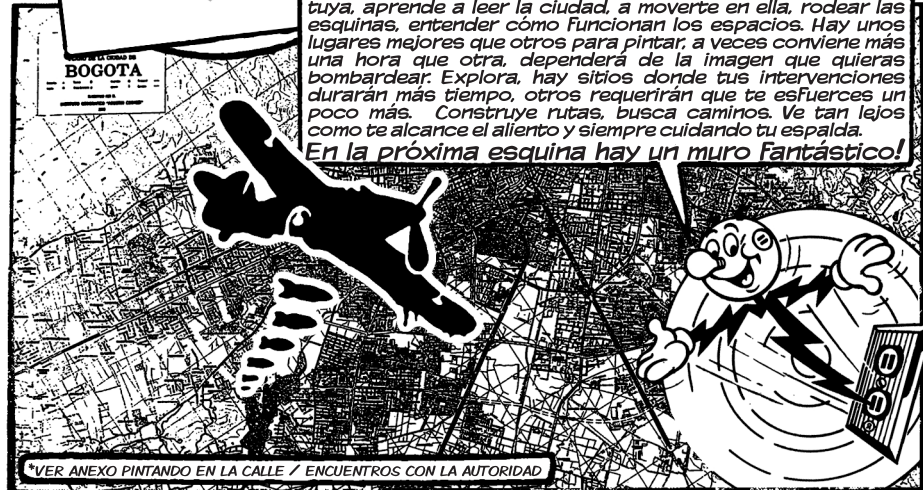 tuya, aprende a leer la ciudad, a moverte en ella, rodear las
esquinas, entender cómo funcionan los espacios. Hay unos
lugares mejores que otros para pintar, a veces conviene más
una hora que otra, dependerá de la imagen que quieras
bombardear. Explora, hay sitios donde tus intervenciones
durarán más tiempo, otros requerirán que te esfuerces un
poco más. Construye rutas, busca caminos. Ve tan lejos
como te alcance el aliento y siempre cuidando tu espalda.
En la próxima esquina hay un muro fantástico!
BOGOTA
*VER ANEXO PINTANDO EN LA CALLE / ENCUENTROS CON LA AUTORIDAD